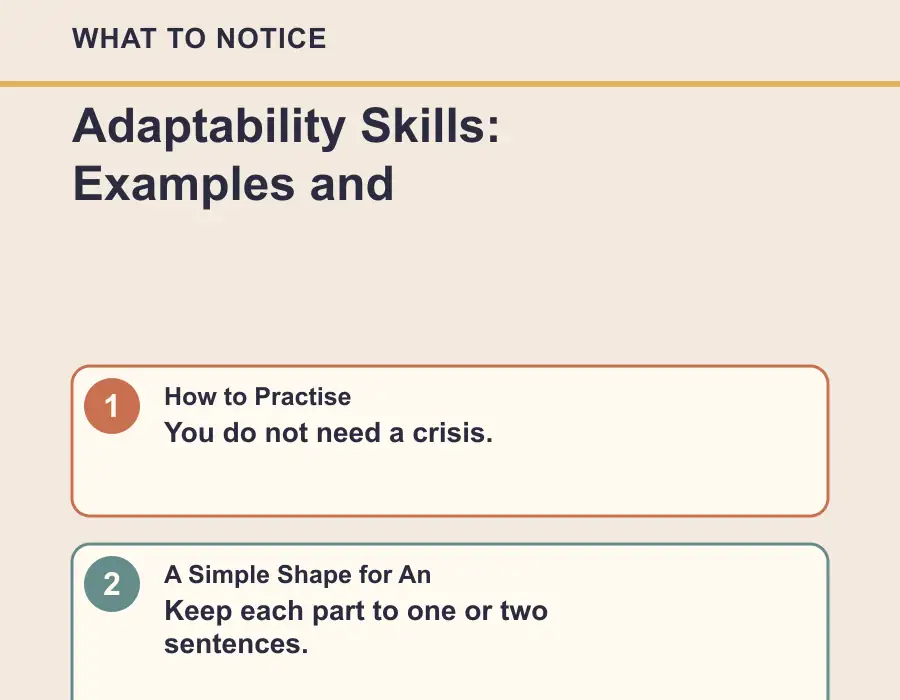 WHAT TO NOTICE
Adaptability Skills:
Examples and
1
How to Practise
You do not need a crisis.
2
A Simple Shape for An
Keep each part to one or two
sentences.